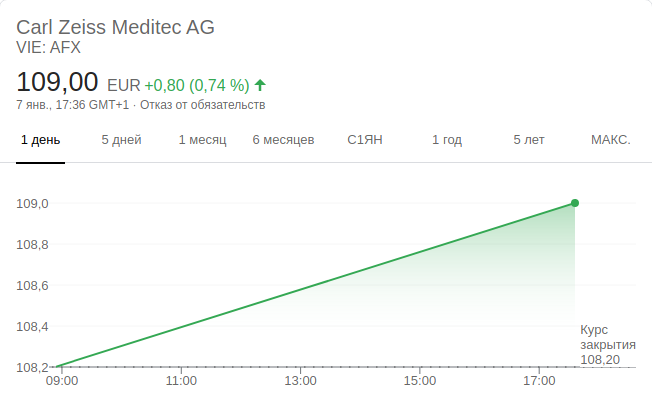 Carl Zeiss Meditec AG
VIE: AFX
109,00 EUR +0,80 (0,74 %)
7 янв., 17:36 GMT+1 · Отказ от обязательств
1 день 5 дней 1 месяц 6 месяцев С1ЯН 1 год 5 лет МАКС.
109,0
108,8
108,6
108,4
Курс
закрытия
108,20
108,2
09:00 11:00 13:00 15:00 17:00